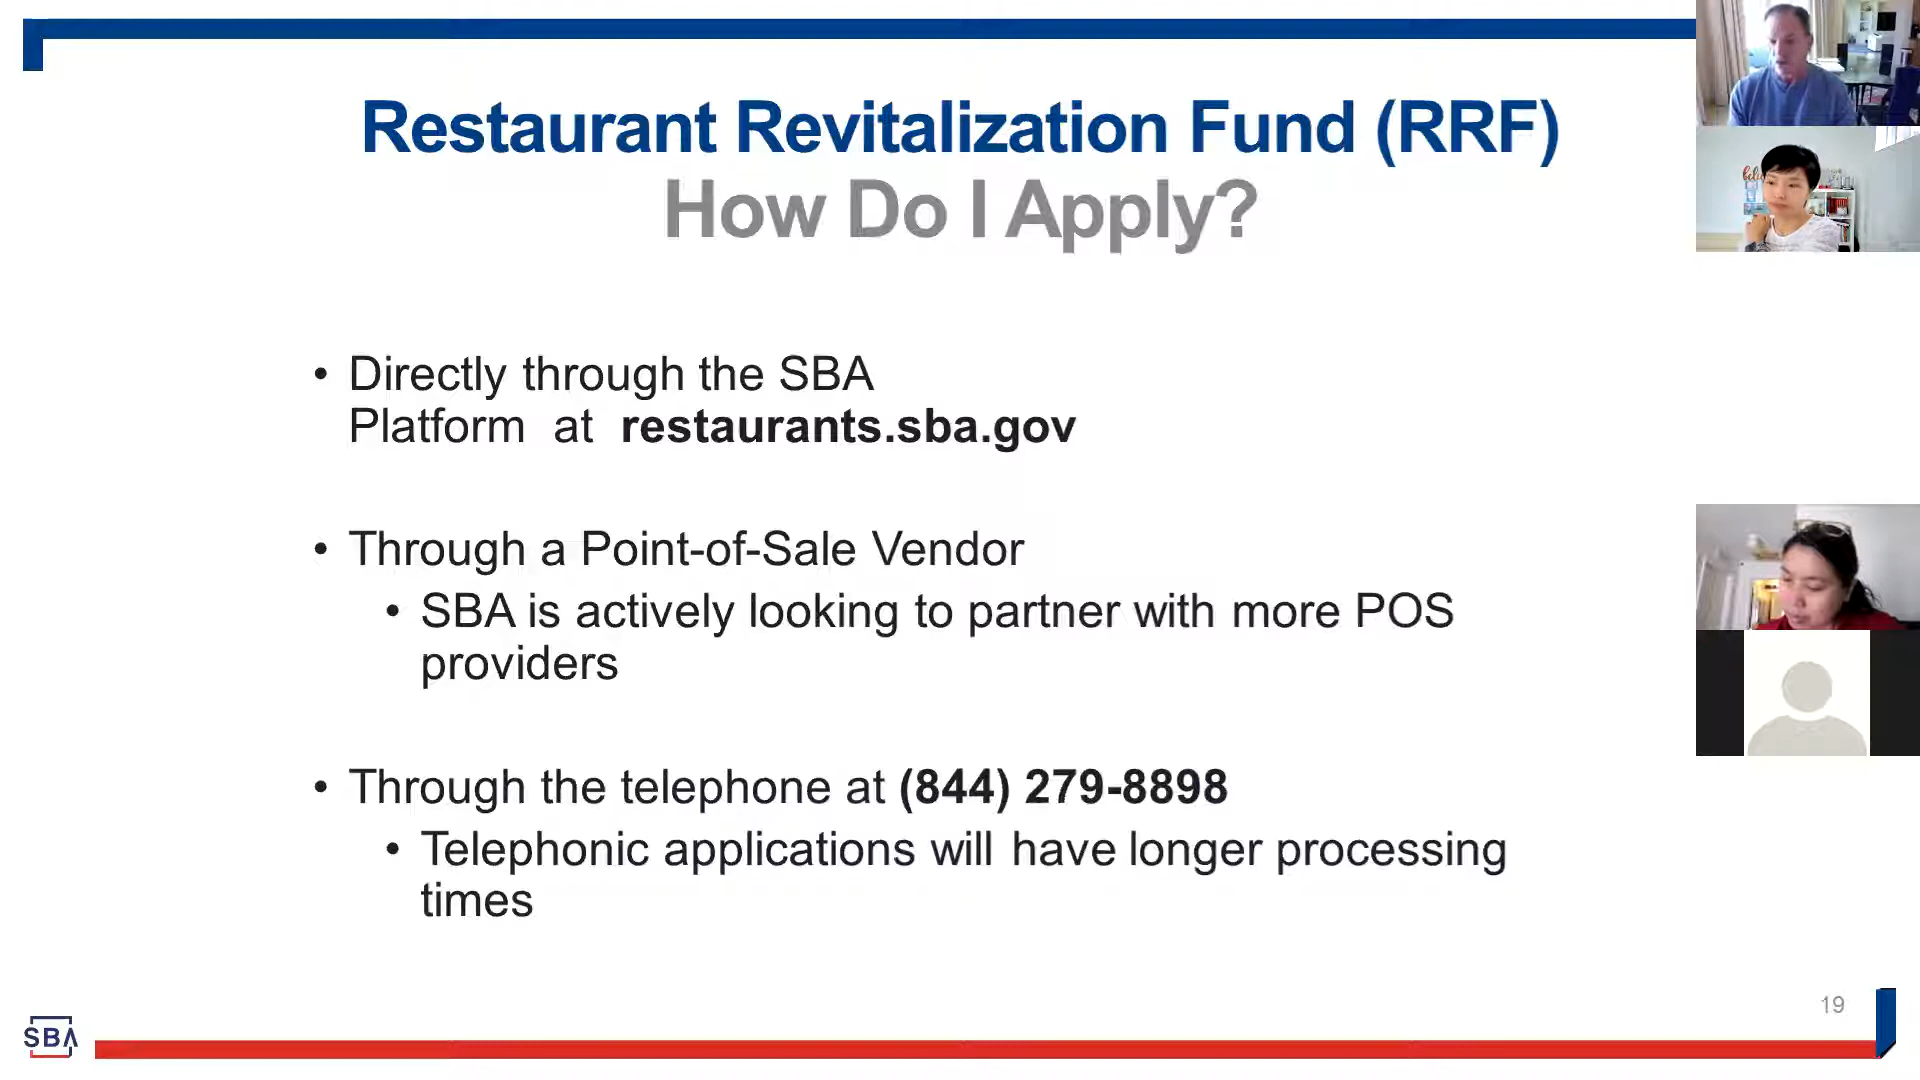 Restaurant Revitalization Fund (RRF)
How Do I Apply?
• Directly through the SBA
Platform at restaurants.sba.gov
• Through a Point-of-Sale Vendor
• SBA is actively looking to partner with more POS
providers
• Through the telephone at (844) 279-8898
• Telephonic applications will have longer processing
times
19
SBA